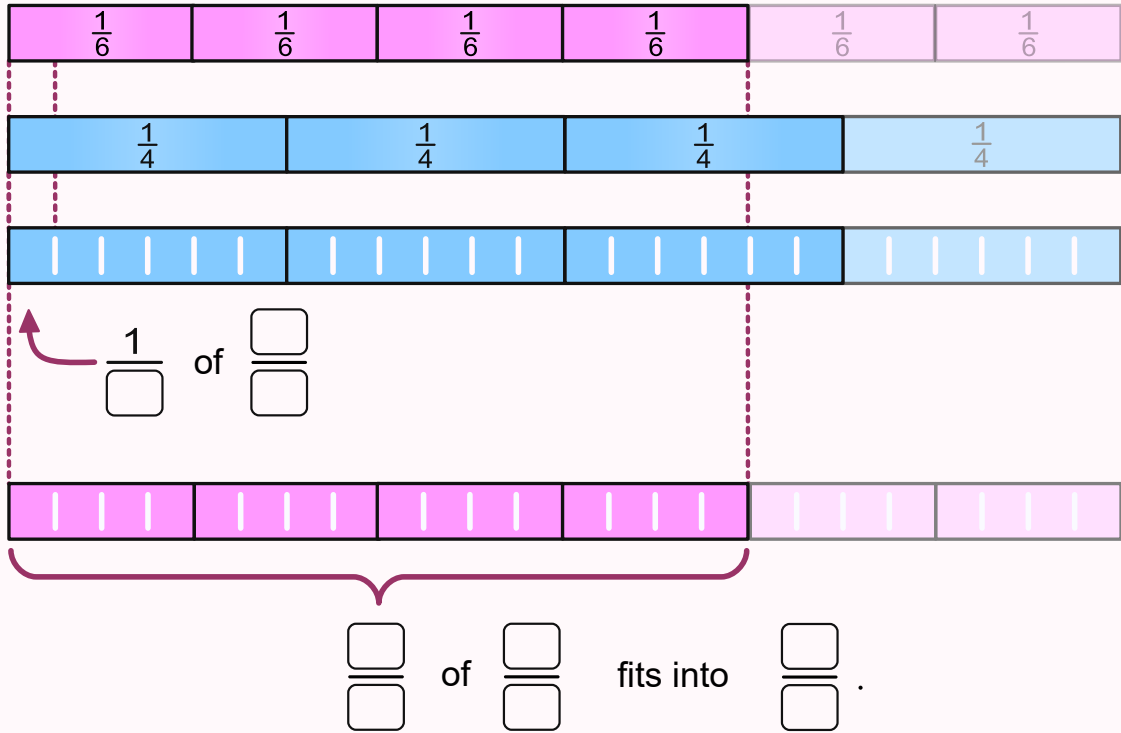 1/6 1/6 1/6 1/6 1/6 1/6
1/4 1/4 1/4 1/4
1/□ of □/□
□/□ of □/□ fits into □/□ .